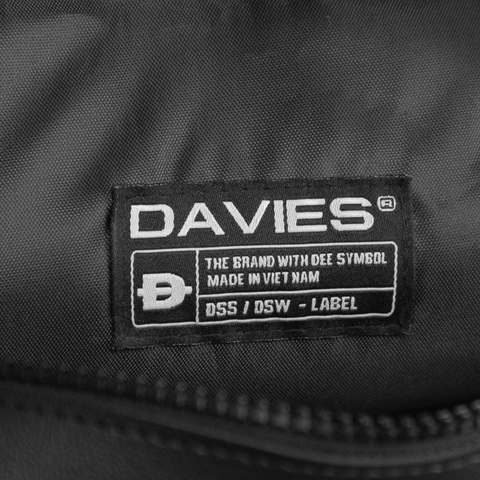 DAVIES®
THE BRAND WITH DEE SYMBOL
MADE IN VIET NAM
DSS / DSW - LABEL